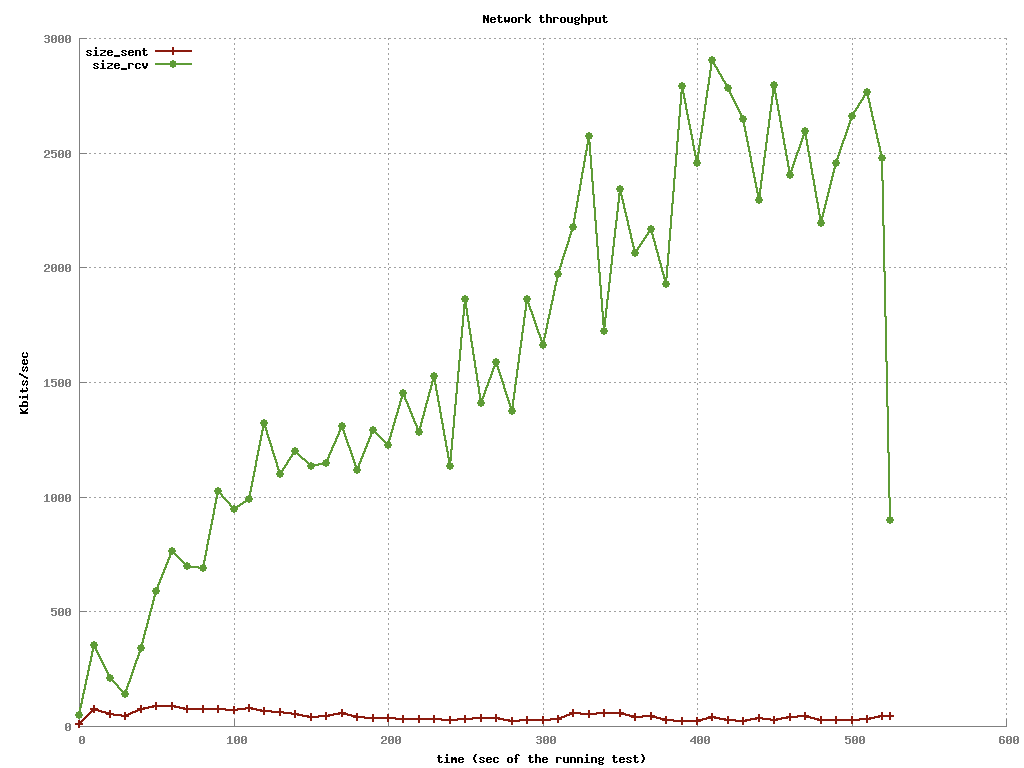 Network throughput
size_sent
size_rcv
3000
2500
2000
1500
1000
500
0
Kbits/sec
0 100 200 300 400 500 600
time (sec of the running test)